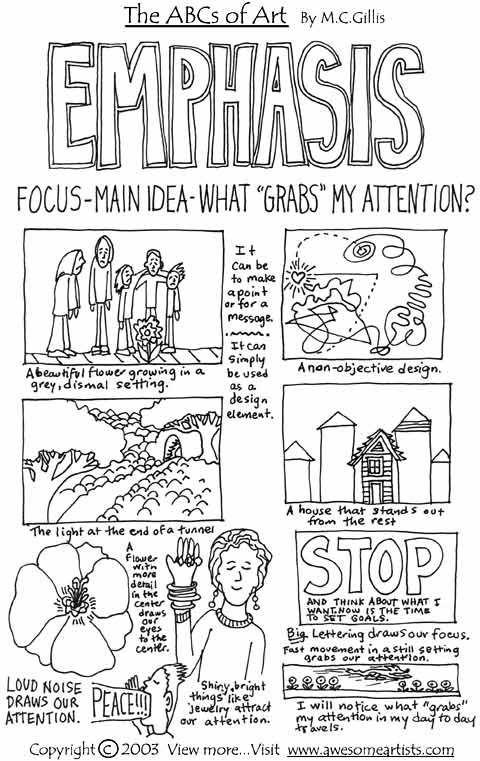 The ABCs of Art By M.C.Gillis
EMPHASIS
FOCUS-MAIN IDEA-WHAT "GRABS" MY ATTENTION?
A beautiful flower growing in a
grey, dismal setting.
It
can be
to make
a point
or for a
message.
It can
simply
be used
as a
design
element.
A non-objective design.
The light at the end of a tunnel
A house that stands out
from the rest
A
flower
with
more
detail
in the
center
draws
our
eyes
to the
center.
STOP
AND THINK ABOUT WHAT I
WANT. NOW IS THE TIME
TO SET GOALS.
Big Lettering draws our focus.
Fast movement in a still setting
grabs our attention.
LOUD NOISE
DRAWS OUR
ATTENTION.
PEACE!!!
Shiny, bright
things like
jewelry attract
our attention.
I will notice what "grabs"
my attention in my day to day
travels.
Copyright © 2003 View more...Visit www.awesomeartists.com